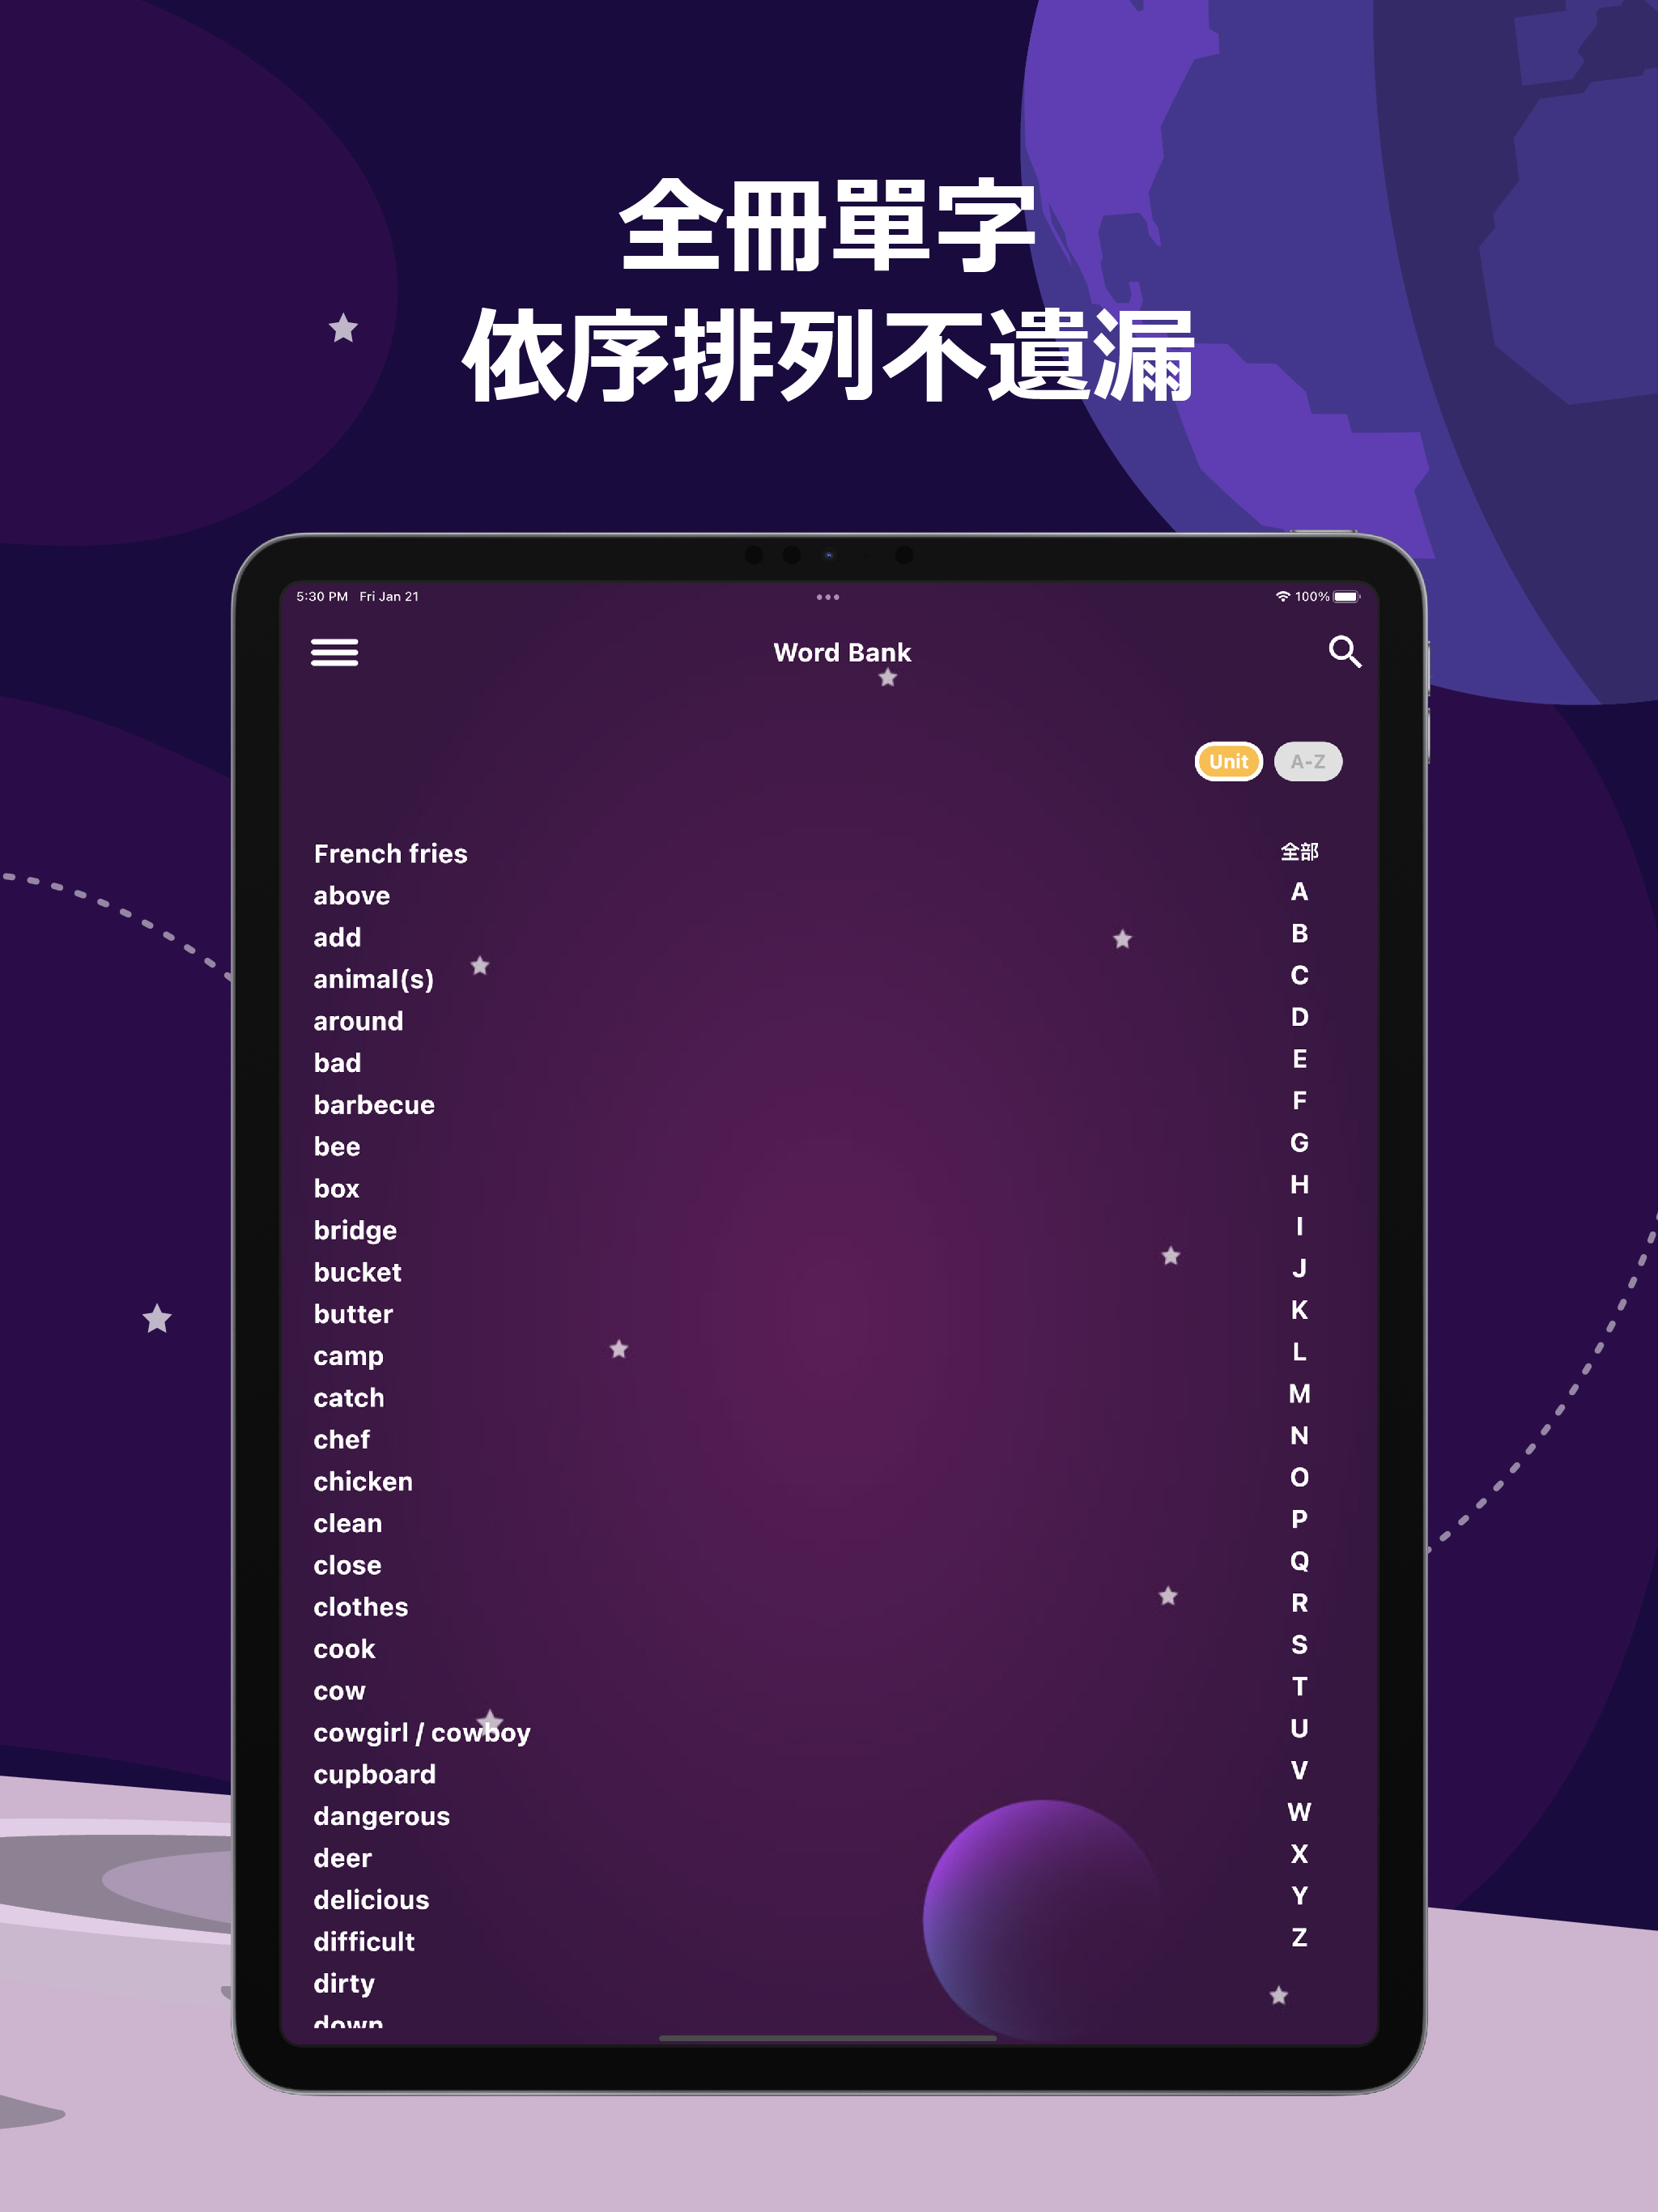 全冊單字
依序排列不遺漏
5:30 PM Fri Jan 21
100%
Word Bank
Unit
A-Z
French fries
above
add
animal(s)
around
bad
barbecue
bee
box
bridge
bucket
butter
camp
catch
chef
chicken
clean
close
clothes
cook
cow
cowgirl / cowboy
cupboard
dangerous
deer
delicious
difficult
dirty
down
全部
A
B
C
D
E
F
G
H
I
J
K
L
M
N
O
P
Q
R
S
T
U
V
W
X
Y
Z